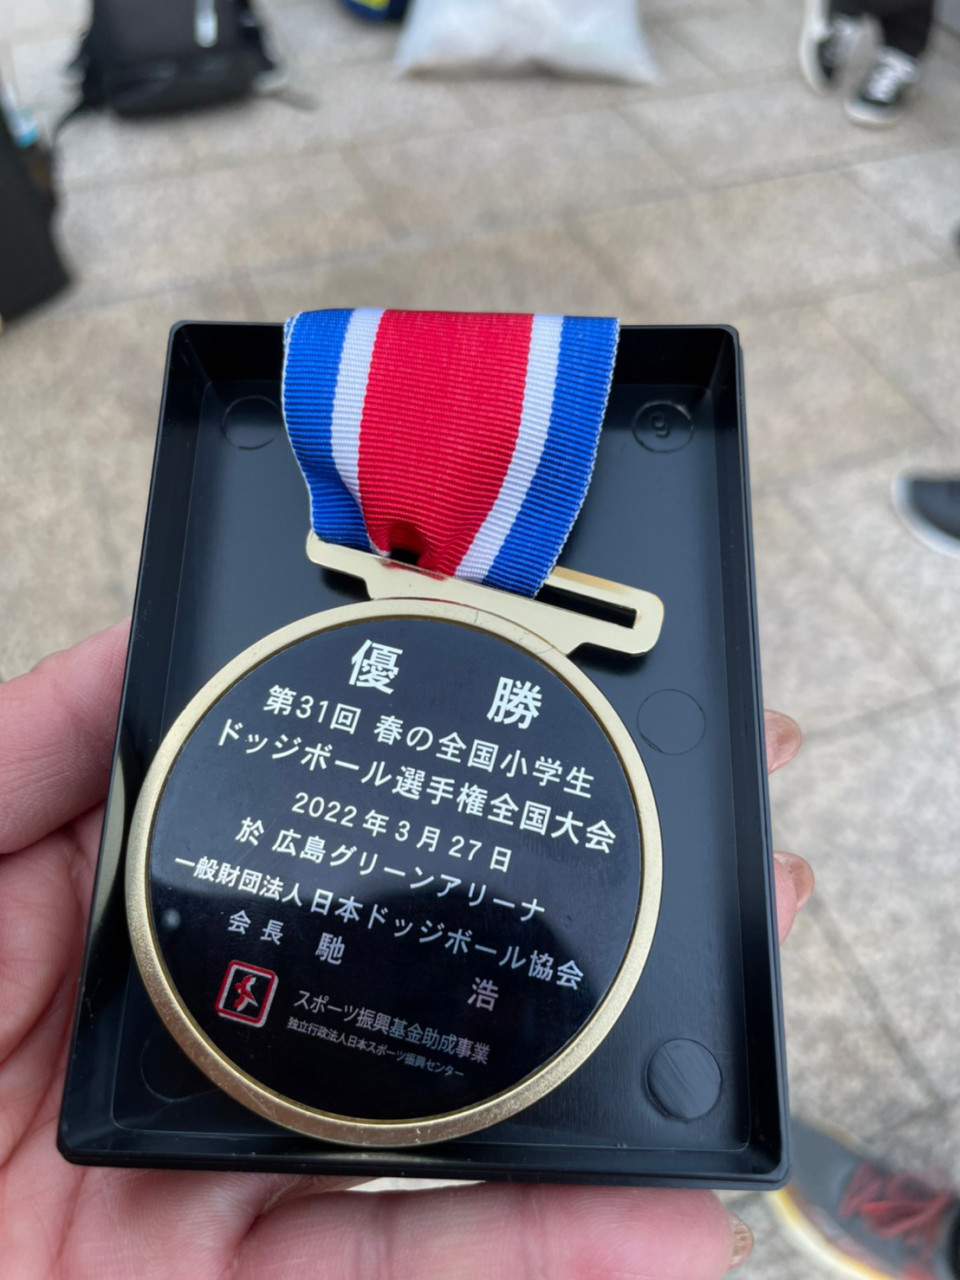 優 勝
第31回 春の全国小学生
ドッジボール選手権全国大会
2022年3月27日
於 広島グリーンアリーナ
一般財団法人日本ドッジボール協会
会長 馳 浩
スポーツ振興基金助成事業
独立行政法人日本スポーツ振興センター